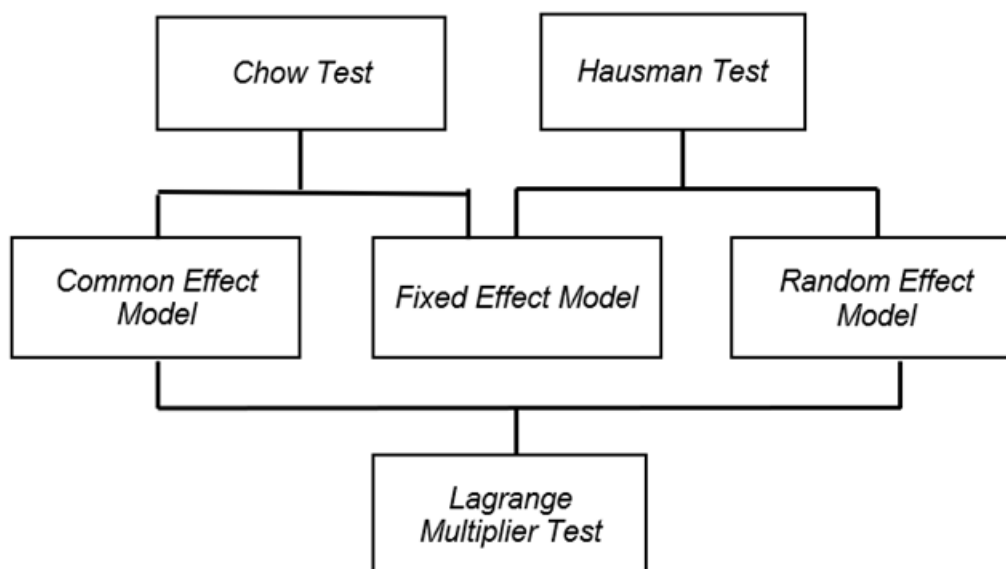 Chow Test
Hausman Test
Common Effect
Model
Fixed Effect Model
Random Effect
Model
Lagrange
Multiplier Test